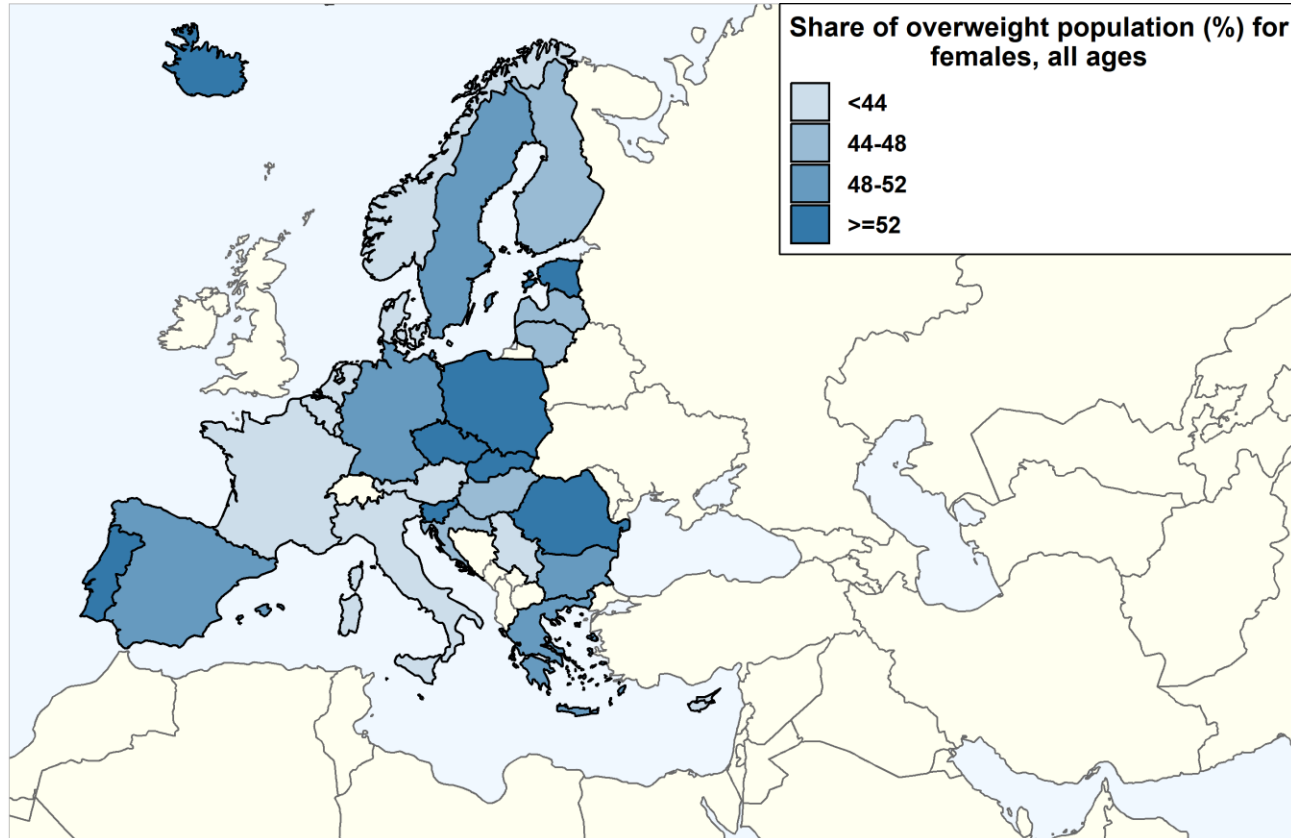 Share of overweight population (%) for
females, all ages
<44
44-48
48-52
>=52